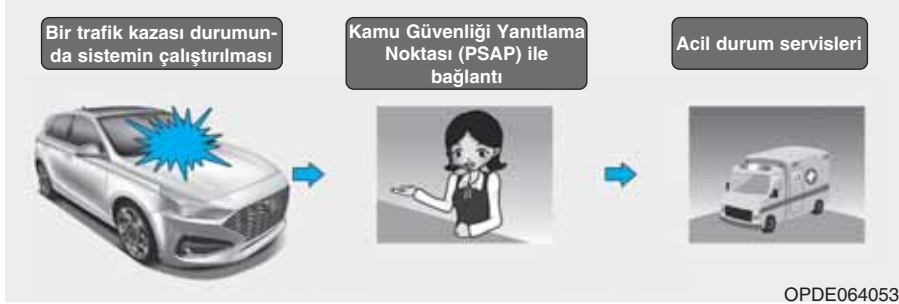 Bir trafik kazası durumun-
da sistemin çalıştırılması
Kamu Güvenliği Yanıtlama
Noktası (PSAP) ile
bağlantı
Acil durum servisleri
OPDE064053